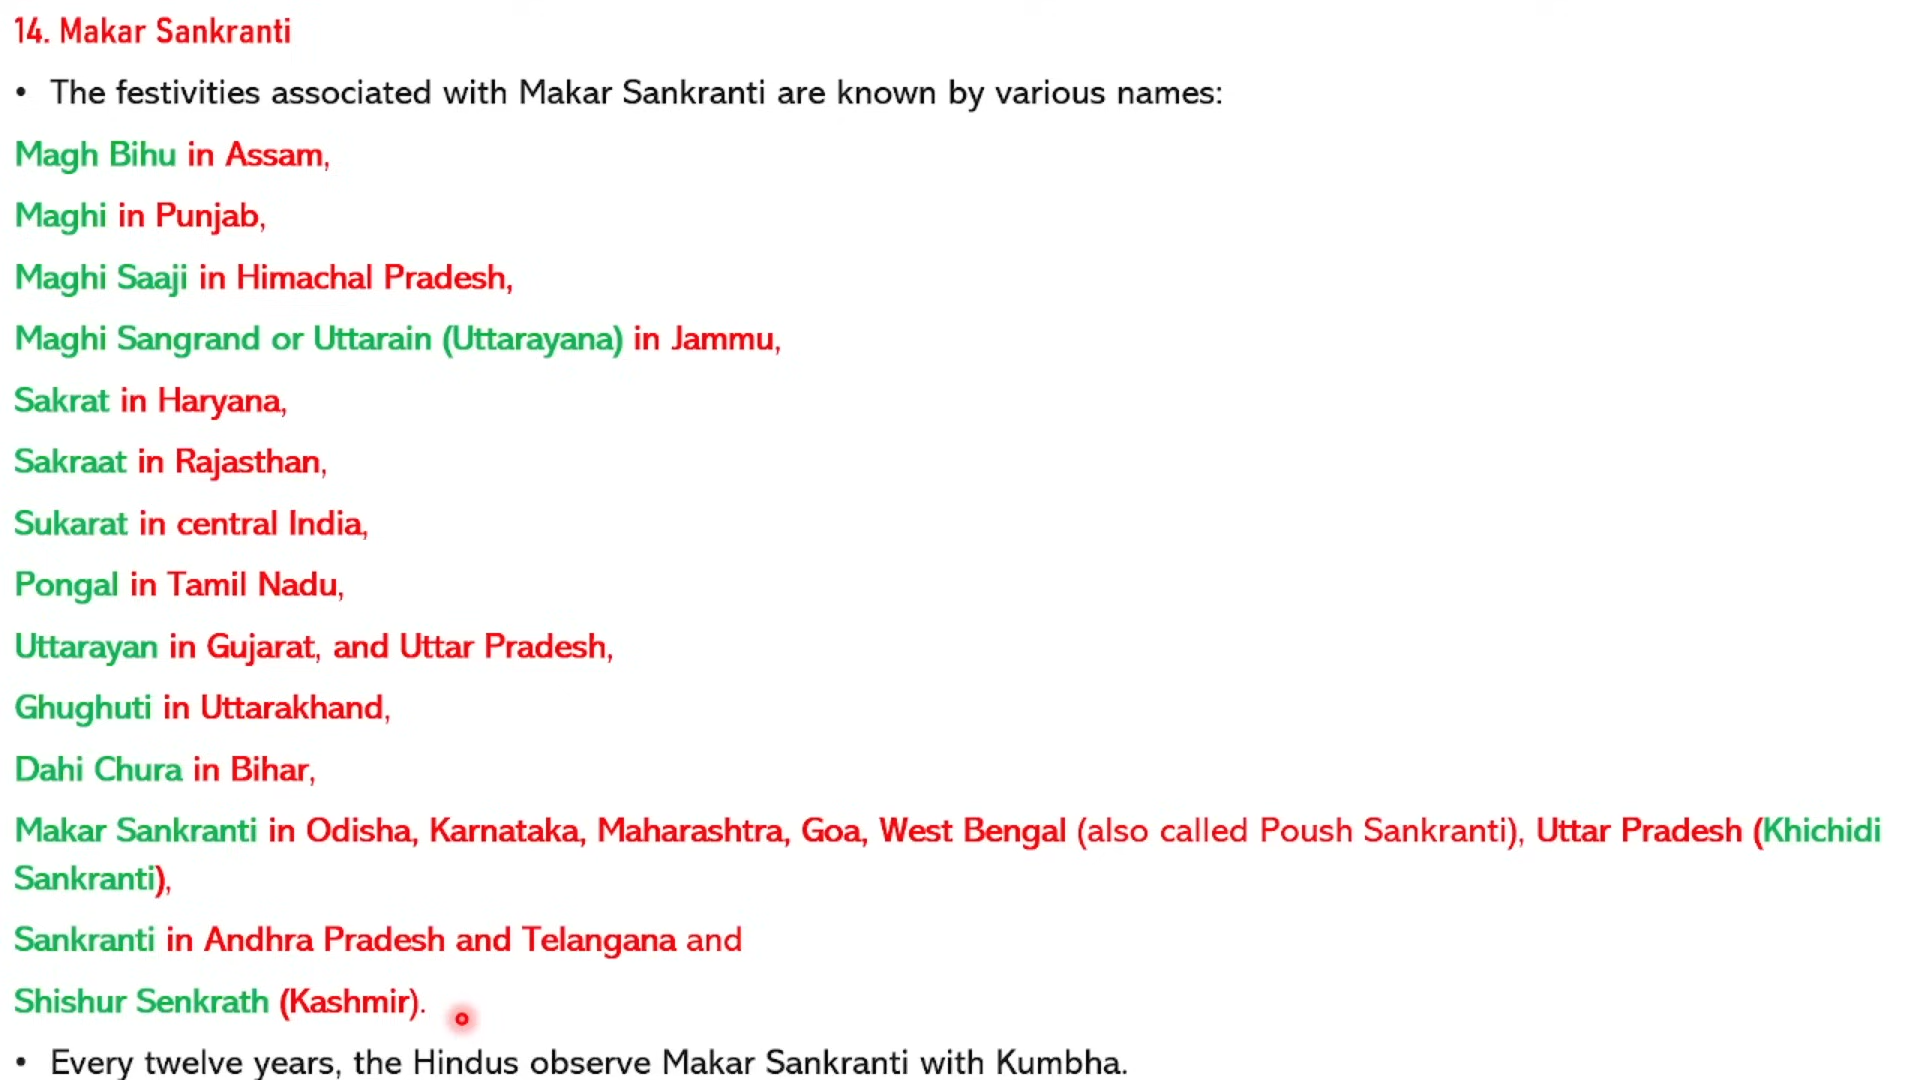 14. Makar Sankranti
• The festivities associated with Makar Sankranti are known by various names:
Magh Bihu in Assam,
Maghi in Punjab,
Maghi Saaji in Himachal Pradesh,
Maghi Sangrand or Uttarain (Uttarayana) in Jammu,
Sakrat in Haryana,
Sakraat in Rajasthan,
Sukarat in central India,
Pongal in Tamil Nadu,
Uttarayan in Gujarat, and Uttar Pradesh,
Ghughuti in Uttarakhand,
Dahi Chura in Bihar,
Makar Sankranti in Odisha, Karnataka, Maharashtra, Goa, West Bengal (also called Poush Sankranti), Uttar Pradesh (Khichidi
Sankranti),
Sankranti in Andhra Pradesh and Telangana and
Shishur Senkrath (Kashmir).
• Every twelve years, the Hindus observe Makar Sankranti with Kumbha.